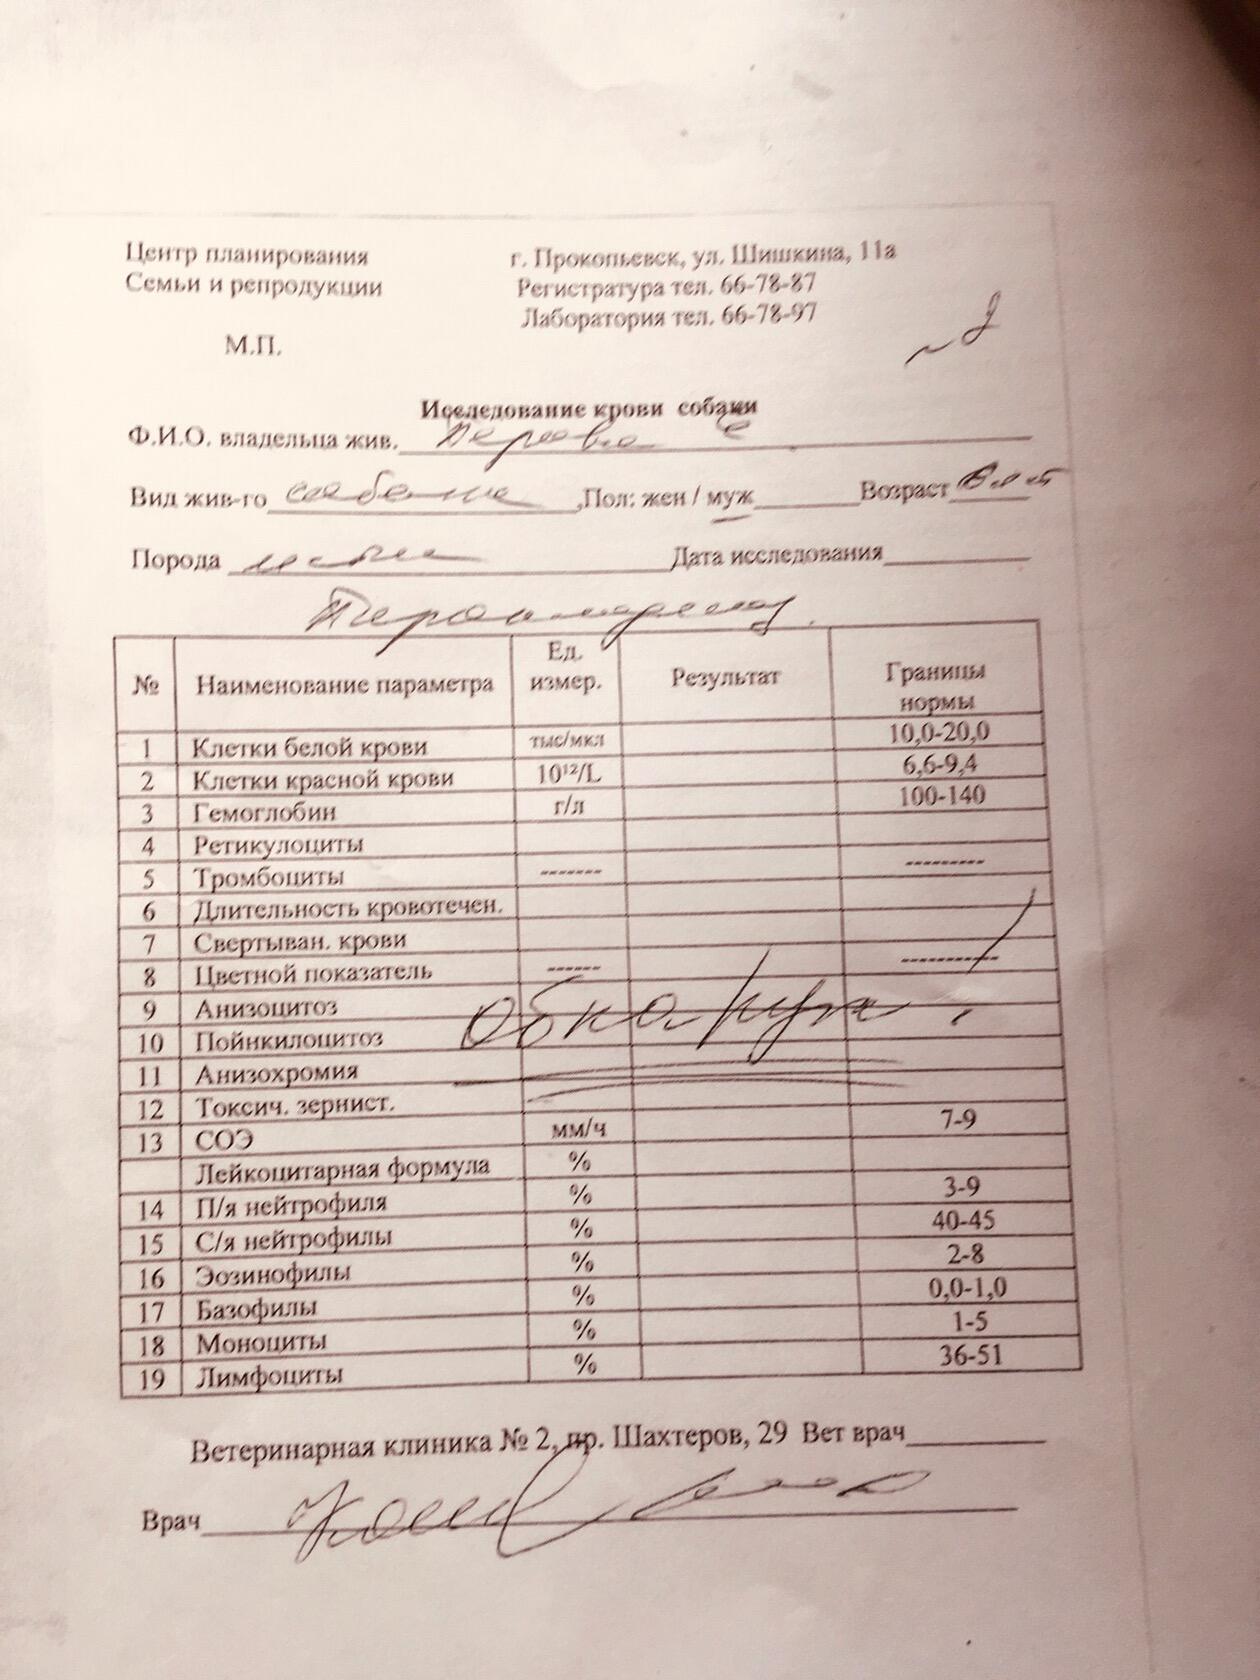 Центр планирования г. Прокопьевск, ул. Шишкина, 11а
Семьи и репродукции Регистратура тел. 66-78-87
Лаборатория тел. 66-78-97
М.П.
Исследование крови собаки
Ф.И.О. владельца жив.
Вид жив-го собака ,Пол: жен / муж Возраст
Порода Дата исследования
№ Наименование параметра Ед. измер. Результат Границы нормы
1 Клетки белой крови тыс/мкл 10,0-20,0
2 Клетки красной крови 10¹²/L 6,6-9,4
3 Гемоглобин г/л 100-140
4 Ретикулоциты
5 Тромбоциты ------- ---------
6 Длительность кровотечен.
7 Свертыван. крови
8 Цветной показатель ------ -----------
9 Анизоцитоз
обнаруж.!
10 Пойнкилоцитоз
11 Анизохромия
12 Токсич. зернист.
13 СОЭ мм/ч 7-9
Лейкоцитарная формула %
14 П/я нейтрофиля % 3-9
15 С/я нейтрофилы % 40-45
16 Эозинофилы % 2-8
17 Базофилы % 0,0-1,0
18 Моноциты % 1-5
19 Лимфоциты % 36-51
Ветеринарная клиника № 2, пр. Шахтеров, 29 Вет врач
Врач